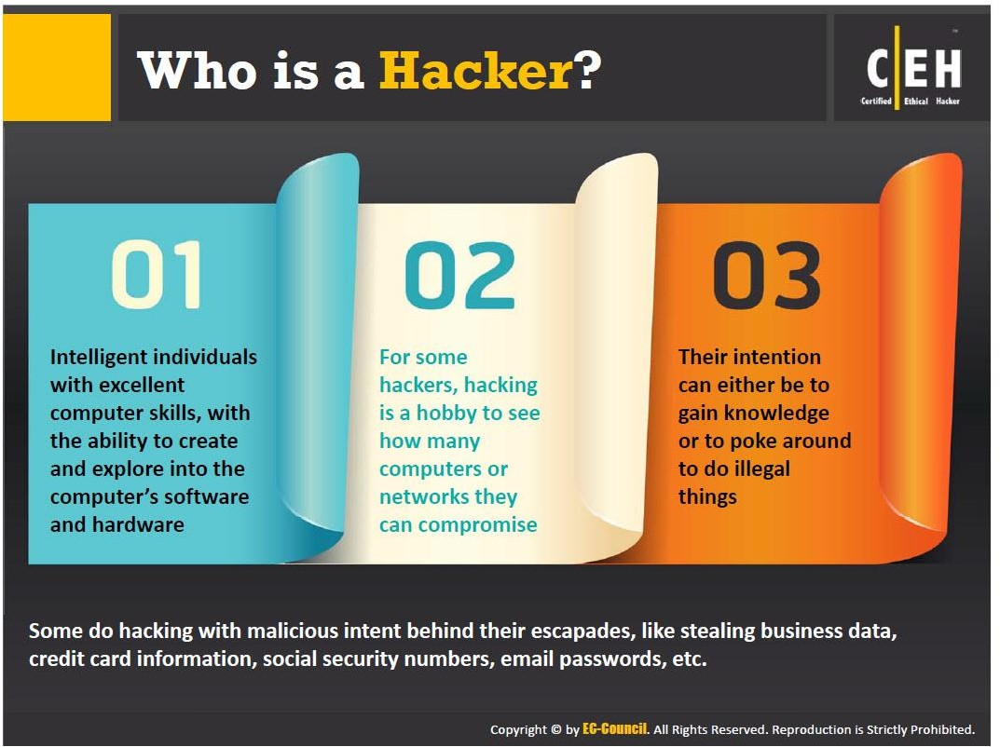 Who is a Hacker?
C|EH
TM
Certified Ethical Hacker
01
Intelligent individuals
with excellent
computer skills, with
the ability to create
and explore into the
computer's software
and hardware
02
For some
hackers, hacking
is a hobby to see
how many
computers or
networks they
can compromise
03
Their intention
can either be to
gain knowledge
or to poke around
to do illegal
things
Some do hacking with malicious intent behind their escapades, like stealing business data,
credit card information, social security numbers, email passwords, etc.
Copyright © by EC-Council. All Rights Reserved. Reproduction is Strictly Prohibited.